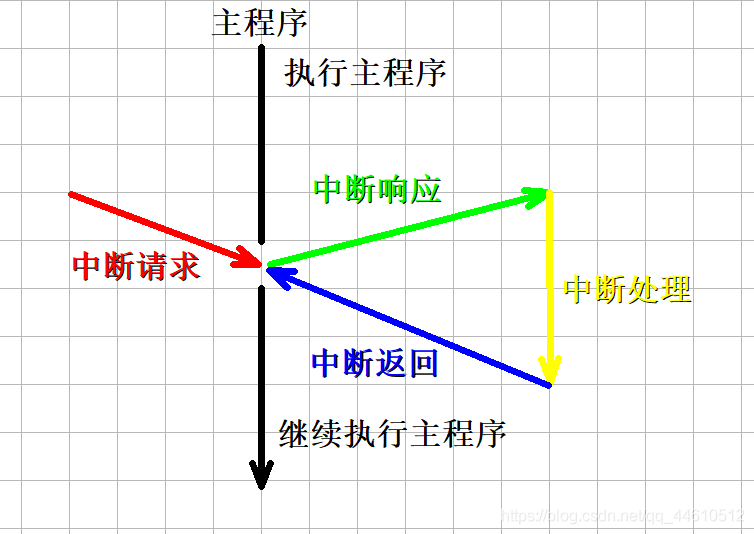 主程序
执行主程序
中断响应
中断请求
中断处理
中断返回
继续执行主程序
https://blog.csdn.net/qq_44610512